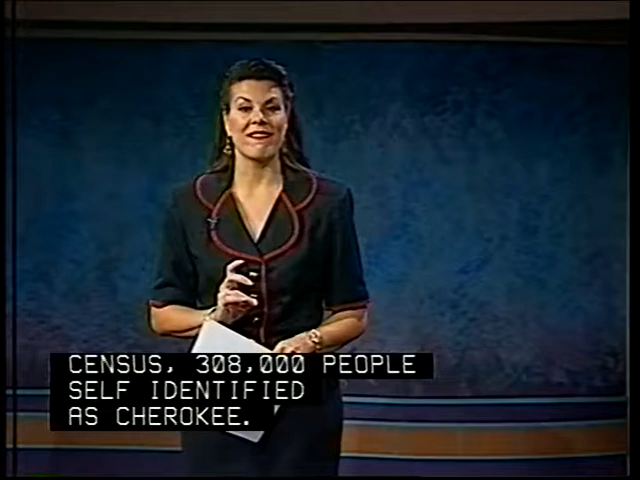 CENSUS, 308,000 PEOPLE
SELF IDENTIFIED
AS CHEROKEE.